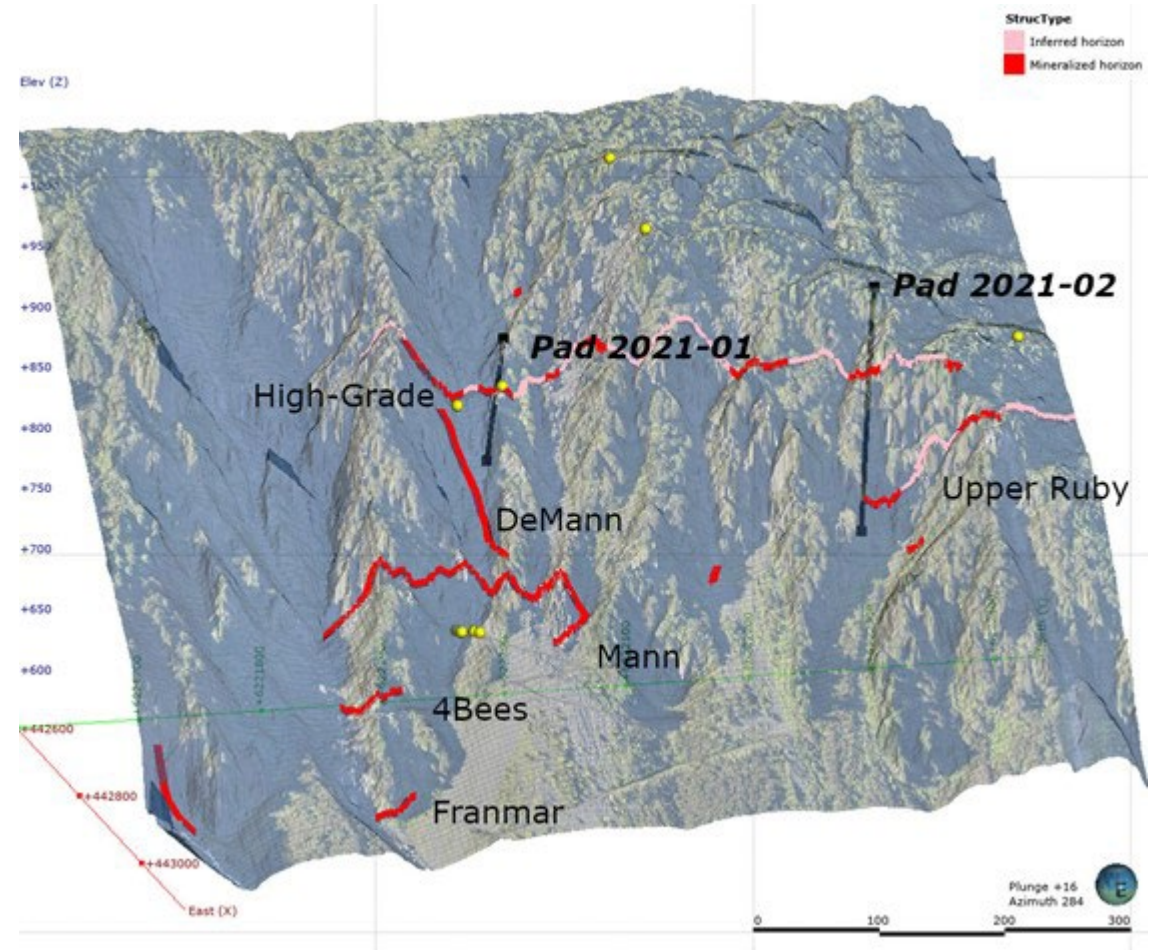 StrucType
Inferred horizon
Mineralized horizon
Elev (Z)
+950
+900
+850
+800
+750
+700
+650
+600
Pad 2021-02
Pad 2021-01
High-Grade
Upper Ruby
DeMann
Mann
4Bees
Franmar
+442600
+442800
+443000
East (X)
Plunge +16
Azimuth 284
0 100 200 300